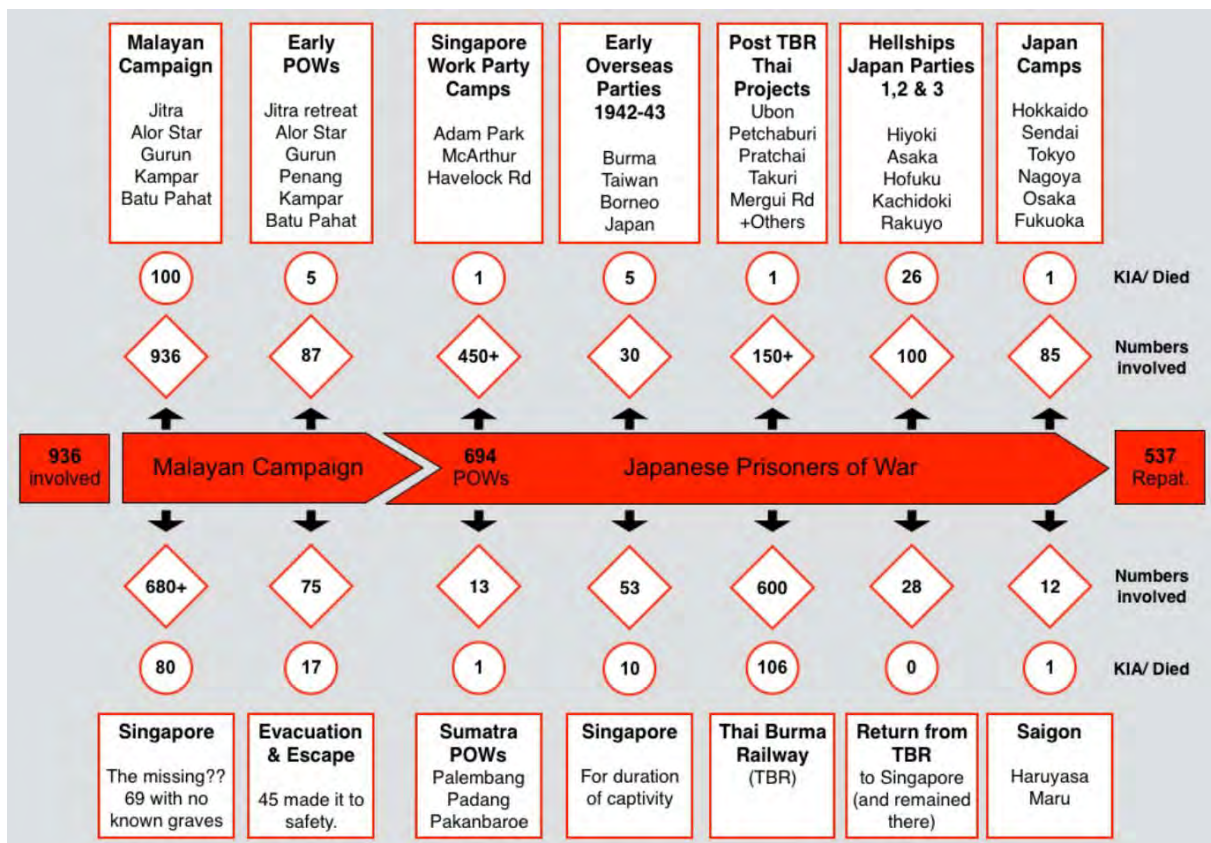 Malayan
Campaign
Jitra
Alor Star
Gurun
Kampar
Batu Pahat
Early
POWs
Jitra retreat
Alor Star
Gurun
Penang
Kampar
Batu Pahat
Singapore
Work Party
Camps
Adam Park
McArthur
Havelock Rd
Early
Overseas
Parties
1942-43
Burma
Taiwan
Borneo
Japan
Post TBR
Thai
Projects
Ubon
Petchaburi
Pratchai
Takuri
Mergui Rd
+Others
Hellships
Japan Parties
1,2 & 3
Hiyoki
Asaka
Hofuku
Kachidoki
Rakuyo
Japan
Camps
Hokkaido
Sendai
Tokyo
Nagoya
Osaka
Fukuoka
100
5
1
5
1
26
1
KIA/ Died
936
87
450+
30
150+
100
85
Numbers
involved
936
involved
Malayan Campaign
694
POWs
Japanese Prisoners of War
537
Repat.
680+
75
13
53
600
28
12
Numbers
involved
80
17
1
10
106
0
1
KIA/ Died
Singapore
The missing??
69 with no
known graves
Evacuation
& Escape
45 made it to
safety.
Sumatra
POWs
Palembang
Padang
Pakanbaroe
Singapore
For duration
of captivity
Thai Burma
Railway
(TBR)
Return from
TBR
to Singapore
(and remained
there)
Saigon
Haruyasa
Maru